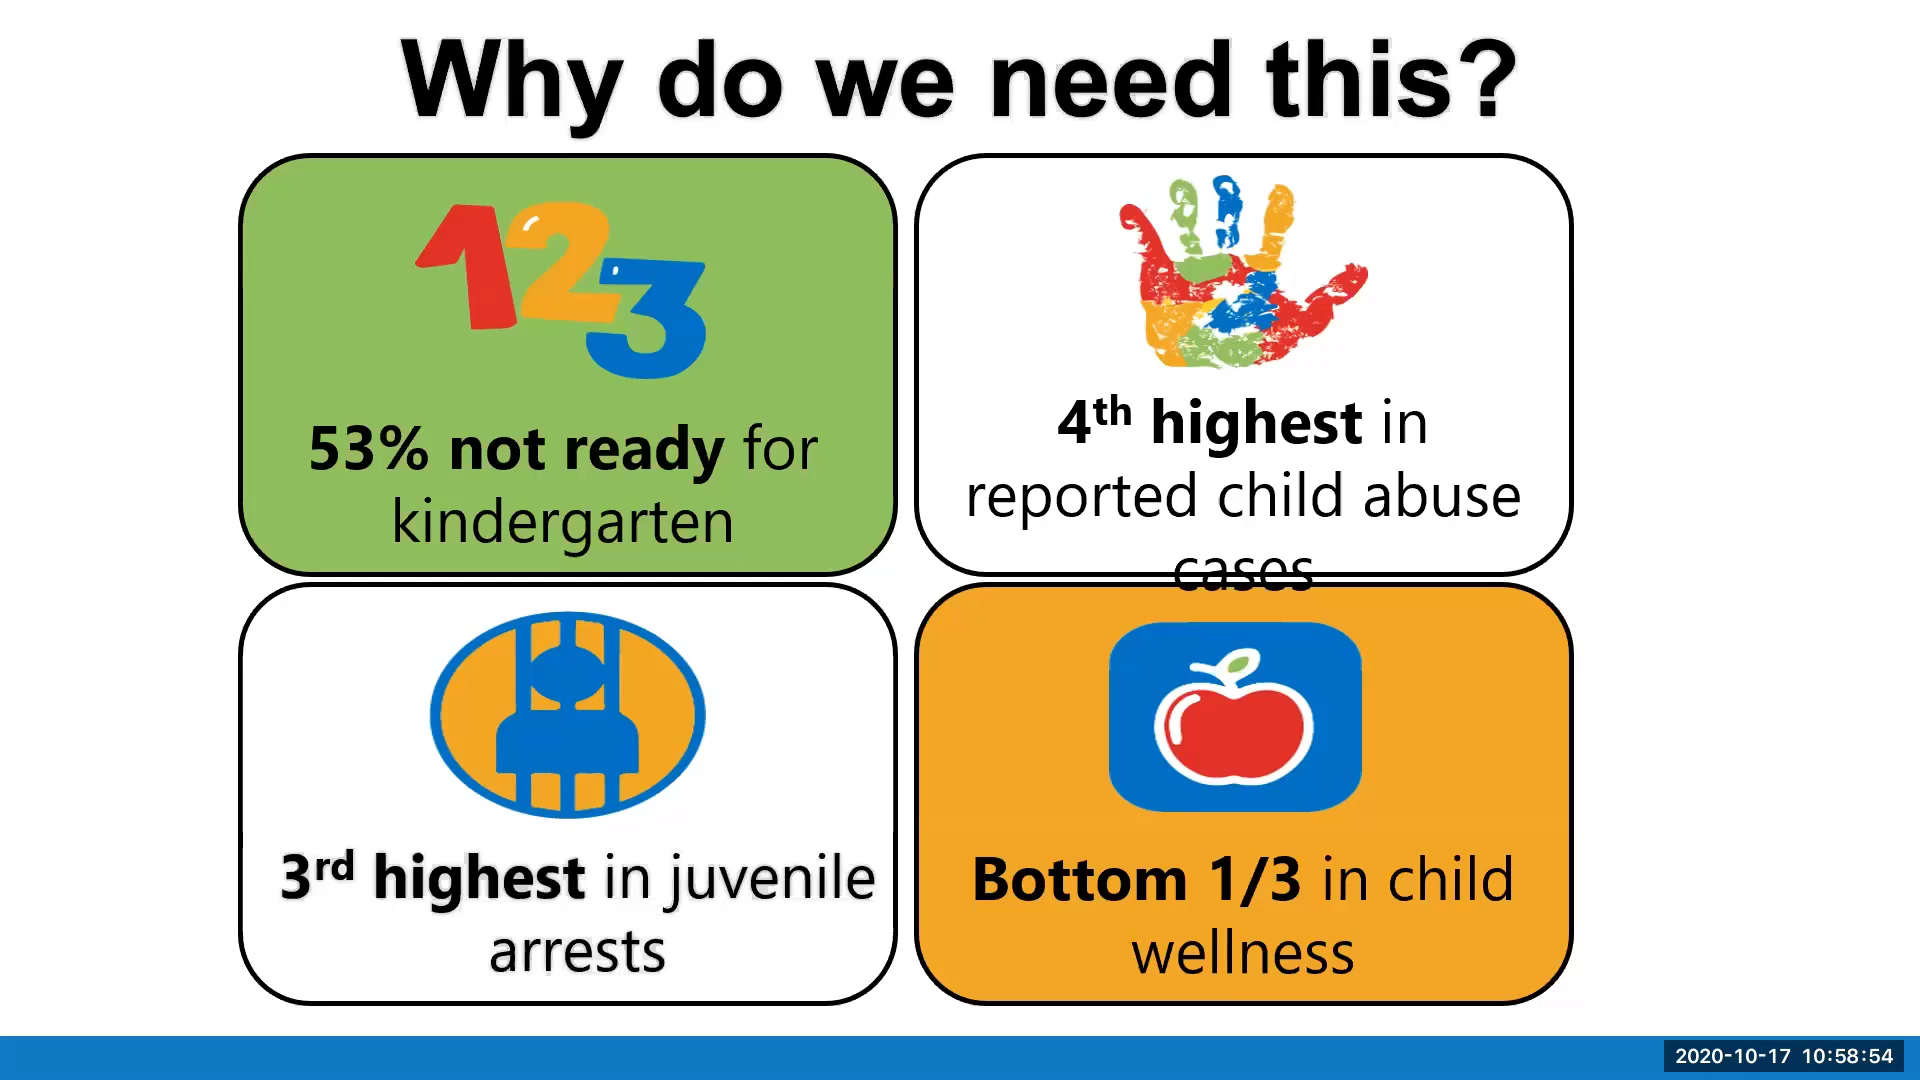 Why do we need this?
123
53% not ready for
kindergarten
4th highest in
reported child abuse
cases
3rd highest in juvenile
arrests
Bottom 1/3 in child
wellness
2020-10-17 10:58:54